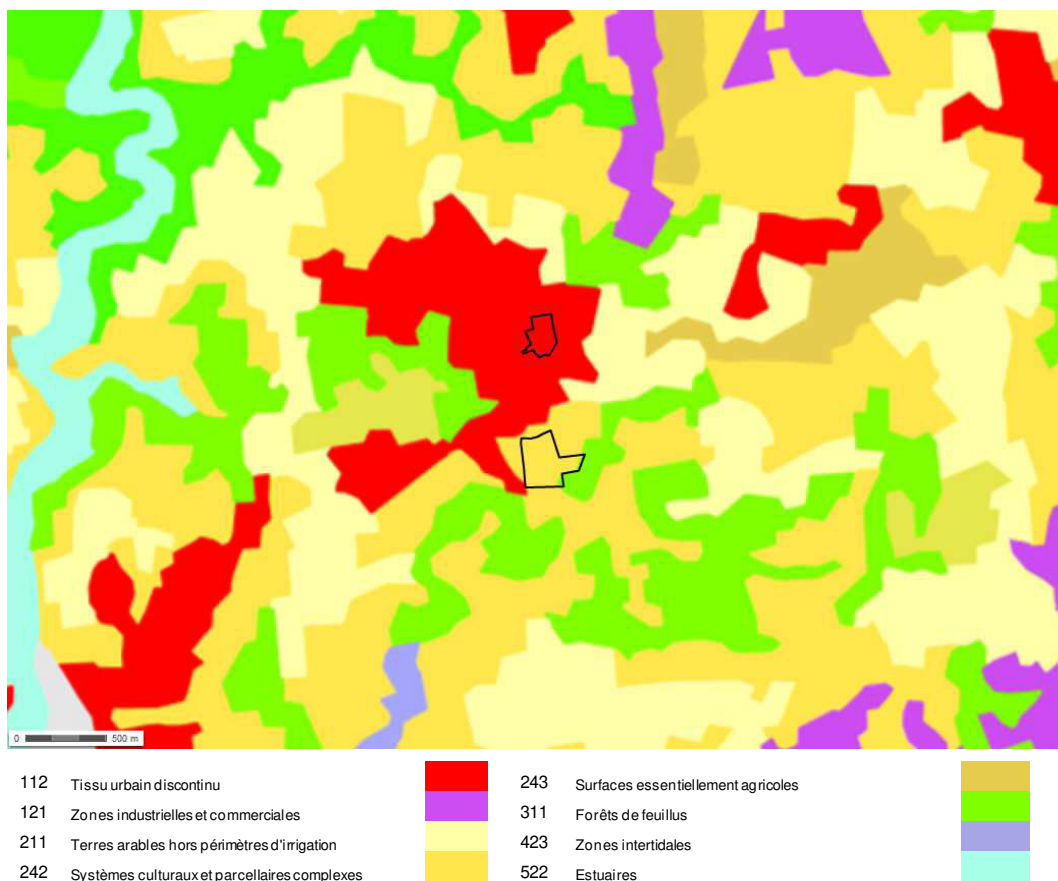 0 500 m
112 Tissu urbain discontinu
121 Zones industrielles et commerciales
211 Terres arables hors périmètres d'irrigation
242 Systèmes culturaux et parcellaires complexes
243 Surfaces essentiellement agricoles
311 Forêts de feuillus
423 Zones intertidales
522 Estuaires